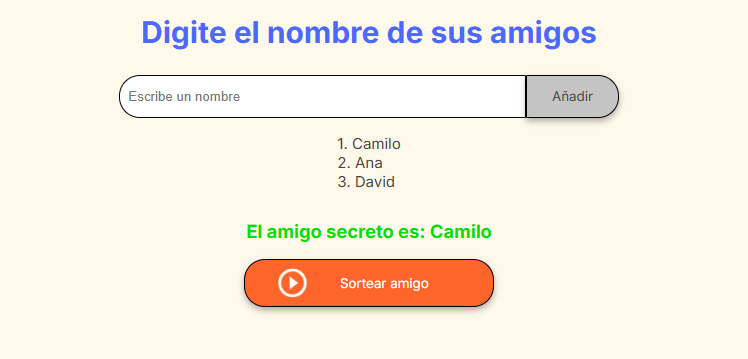 Digite el nombre de sus amigos
Escribe un nombre
Añadir
1. Camilo
2. Ana
3. David
El amigo secreto es: Camilo
Sortear amigo